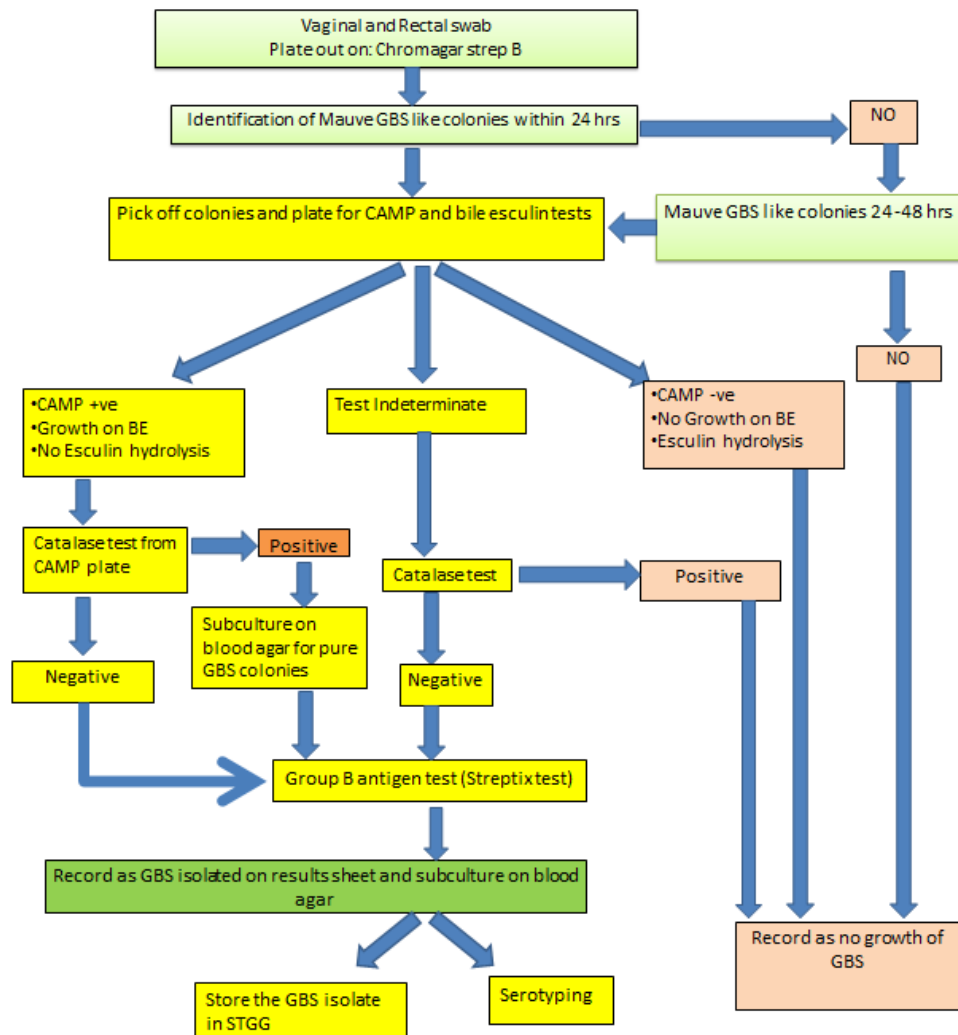 Vaginal and Rectal swab
Plate out on: Chromagar strep B
Identification of Mauve GBS like colonies within 24 hrs
NO
Pick off colonies and plate for CAMP and bile esculin tests
Mauve GBS like colonies 24-48 hrs
NO
•CAMP +ve
•Growth on BE
•No Esculin hydrolysis
Test Indeterminate
•CAMP -ve
•No Growth on BE
•Esculin hydrolysis
Catalase test from
CAMP plate
Positive
Catalase test
Positive
Subculture on
blood agar for pure
GBS colonies
Negative
Negative
Group B antigen test (Streptix test)
Record as GBS isolated on results sheet and subculture on blood
agar
Record as no growth of
GBS
Store the GBS isolate
in STGG
Serotyping